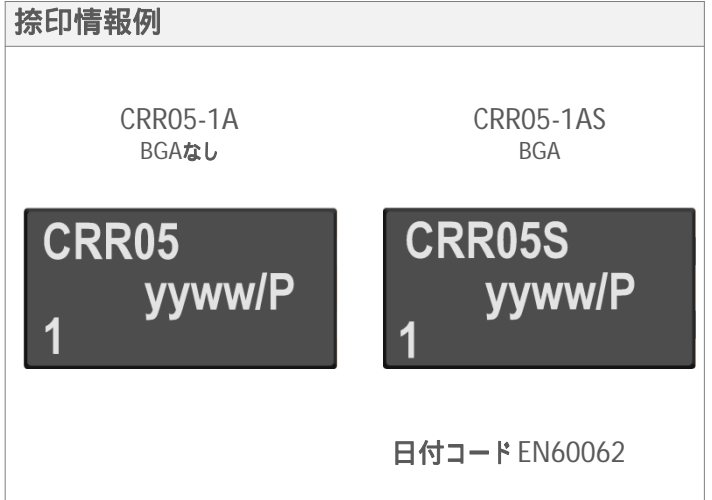 捺印情報例
CRR05-1A
BGAなし
CRR05
yyww/P
1
CRR05-1AS
BGA
CRR05S
yyww/P
1
日付コード EN60062